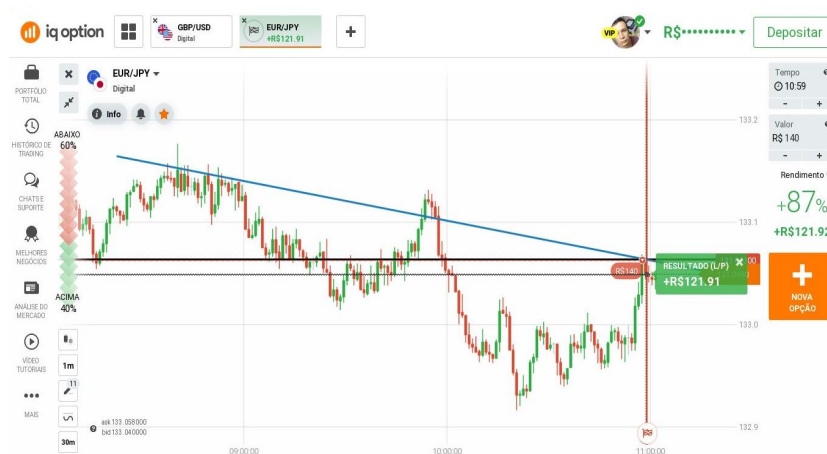 iq option
GBP/USD
Digital
EUR/JPY
+R$121.91
VIP
R$••••••••••
Depositar
PORTFÓLIO
TOTAL
HISTÓRICO DE
TRADING
CHATS E
SUPORTE
MELHORES
NEGÓCIOS
ANÁLISE DO
MERCADO
VÍDEO
TUTORIAIS
MAIS
EUR/JPY
Digital
Info
ABAIXO
60%
ACIMA
40%
1m
11
30m
ask 133.058000
bid 133.040000
09:00:00
10:00:00
11:00:00
133.2
133.1
133.0
132.9
R$140
RESULTADO (L/P)
+R$121.91
Tempo
10:59
- +
Valor
R$ 140
- +
Rendimento
+87%
+R$121.92
NOVA
OPÇÃO